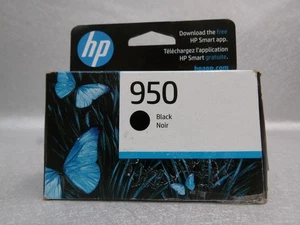 hp
Download the free
HP Smart app.
Téléchargez l'application
HP Smart gratuite.
950
Black
Noir